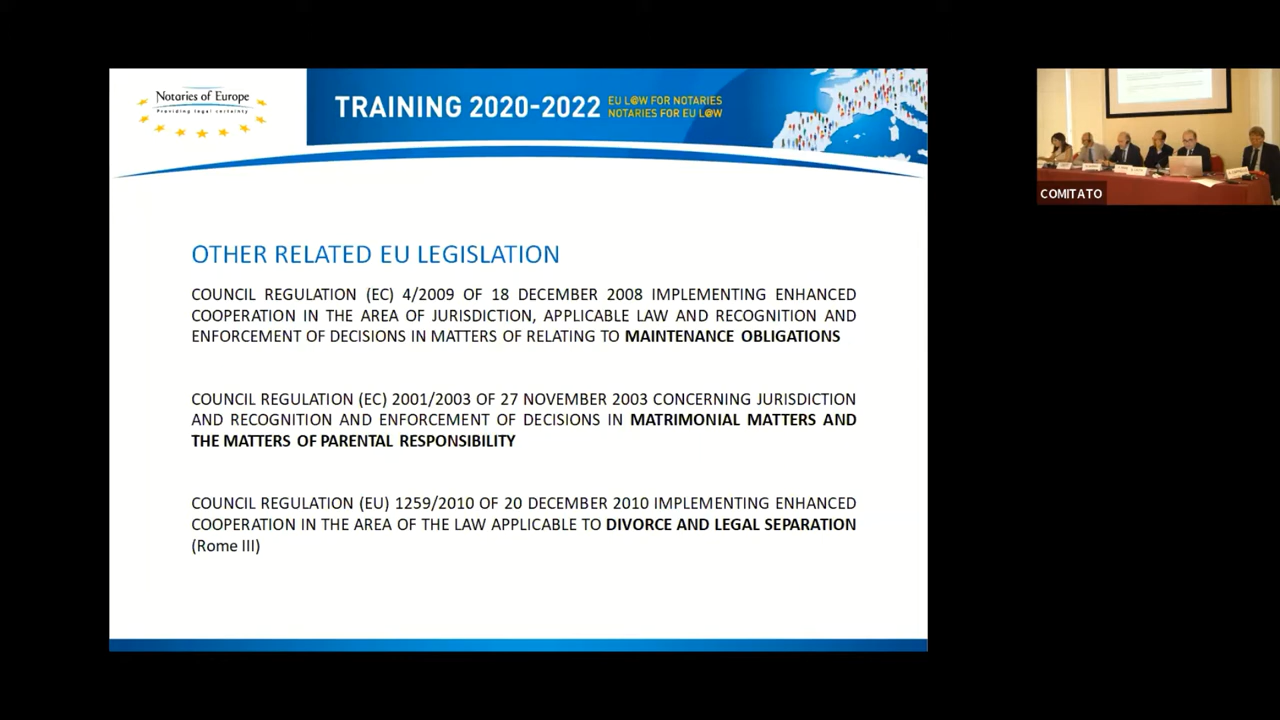 Notaries of Europe
Providing legal certainty
TRAINING 2020-2022
EU L@W FOR NOTARIES
NOTARIES FOR EU L@W
COMITATO
OTHER RELATED EU LEGISLATION
COUNCIL REGULATION (EC) 4/2009 OF 18 DECEMBER 2008 IMPLEMENTING ENHANCED
COOPERATION IN THE AREA OF JURISDICTION, APPLICABLE LAW AND RECOGNITION AND
ENFORCEMENT OF DECISIONS IN MATTERS OF RELATING TO MAINTENANCE OBLIGATIONS
COUNCIL REGULATION (EC) 2001/2003 OF 27 NOVEMBER 2003 CONCERNING JURISDICTION
AND RECOGNITION AND ENFORCEMENT OF DECISIONS IN MATRIMONIAL MATTERS AND
THE MATTERS OF PARENTAL RESPONSIBILITY
COUNCIL REGULATION (EU) 1259/2010 OF 20 DECEMBER 2010 IMPLEMENTING ENHANCED
COOPERATION IN THE AREA OF THE LAW APPLICABLE TO DIVORCE AND LEGAL SEPARATION
(Rome III)